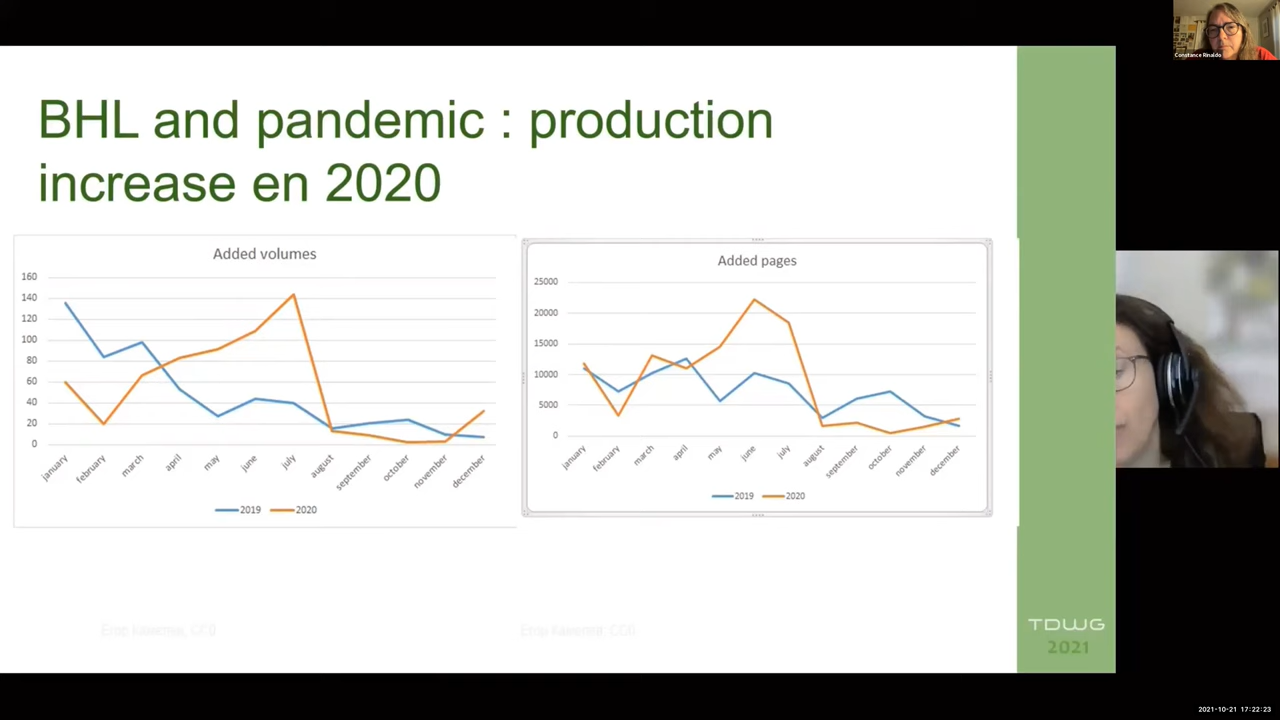 Constance Rinaldo
BHL and pandemic : production
increase en 2020
Added volumes
160
140
120
100
80
60
40
20
0
january
february
march
april
may
june
july
august
september
october
november
december
2019
2020
Added pages
25000
20000
15000
10000
5000
0
january
february
march
april
may
june
july
august
september
october
november
december
2019
2020
TDWG
2021
2021-10-21 17:22:23